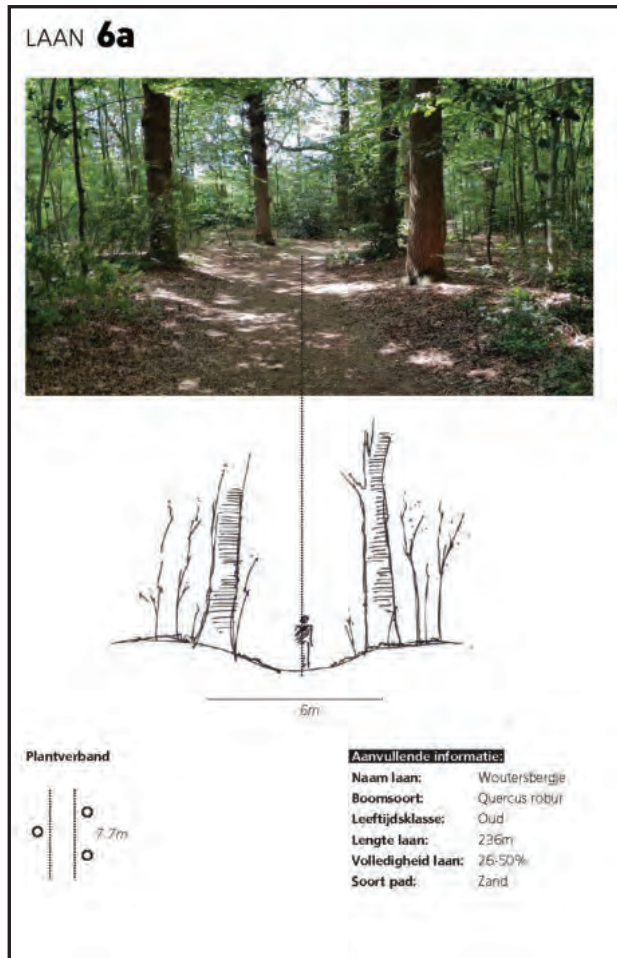 LAAN 6a
6m
Plantverband
7.7m
Aanvullende informatie:
Naam laan: Woutersbergje
Boomsoort: Quercus robur
Leeftijdsklasse: Oud
Lengte laan: 236m
Volledigheid laan: 26-50%
Soort pad: Zand